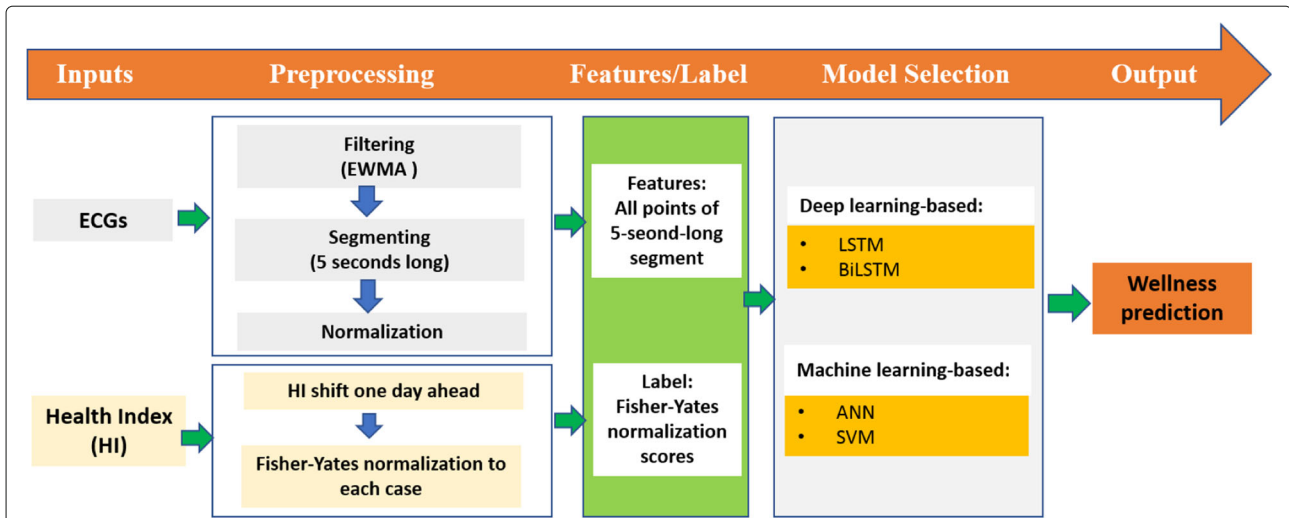 Inputs Preprocessing Features/Label Model Selection Output
ECGs
Filtering
(EWMA )
Segmenting
(5 seconds long)
Normalization
Health Index
(HI)
HI shift one day ahead
Fisher-Yates normalization to
each case
Features:
All points of
5-seond-long
segment
Label:
Fisher-Yates
normalization
scores
Deep learning-based:
• LSTM
• BiLSTM
Machine learning-based:
• ANN
• SVM
Wellness
prediction